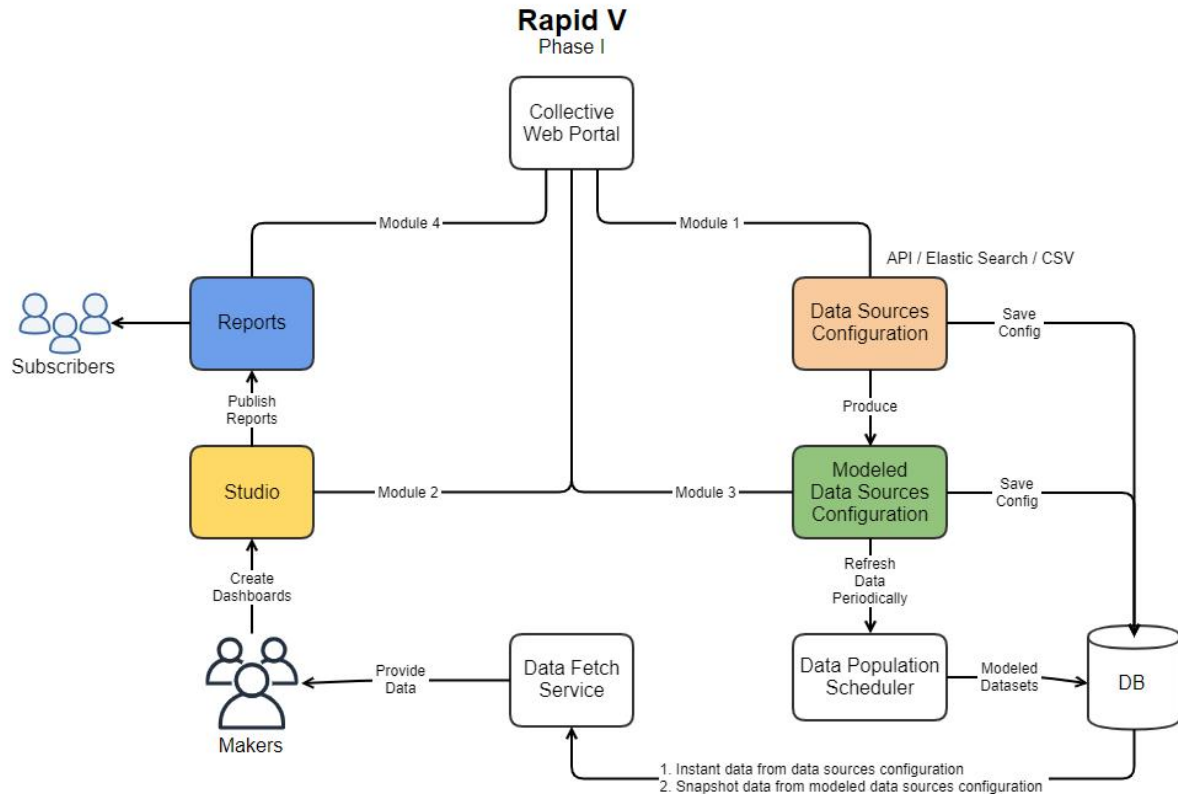 Rapid V
Phase I
Collective
Web Portal
Module 4
Module 1
API / Elastic Search / CSV
Reports
Data Sources
Configuration
Save
Config
Subscribers
Publish
Reports
Produce
Studio
Module 2
Module 3
Modeled
Data Sources
Configuration
Save
Config
Create
Dashboards
Refresh
Data
Periodically
Makers
Provide
Data
Data Fetch
Service
Data Population
Scheduler
Modeled
Datasets
DB
1. Instant data from data sources configuration
2. Snapshot data from modeled data sources configuration